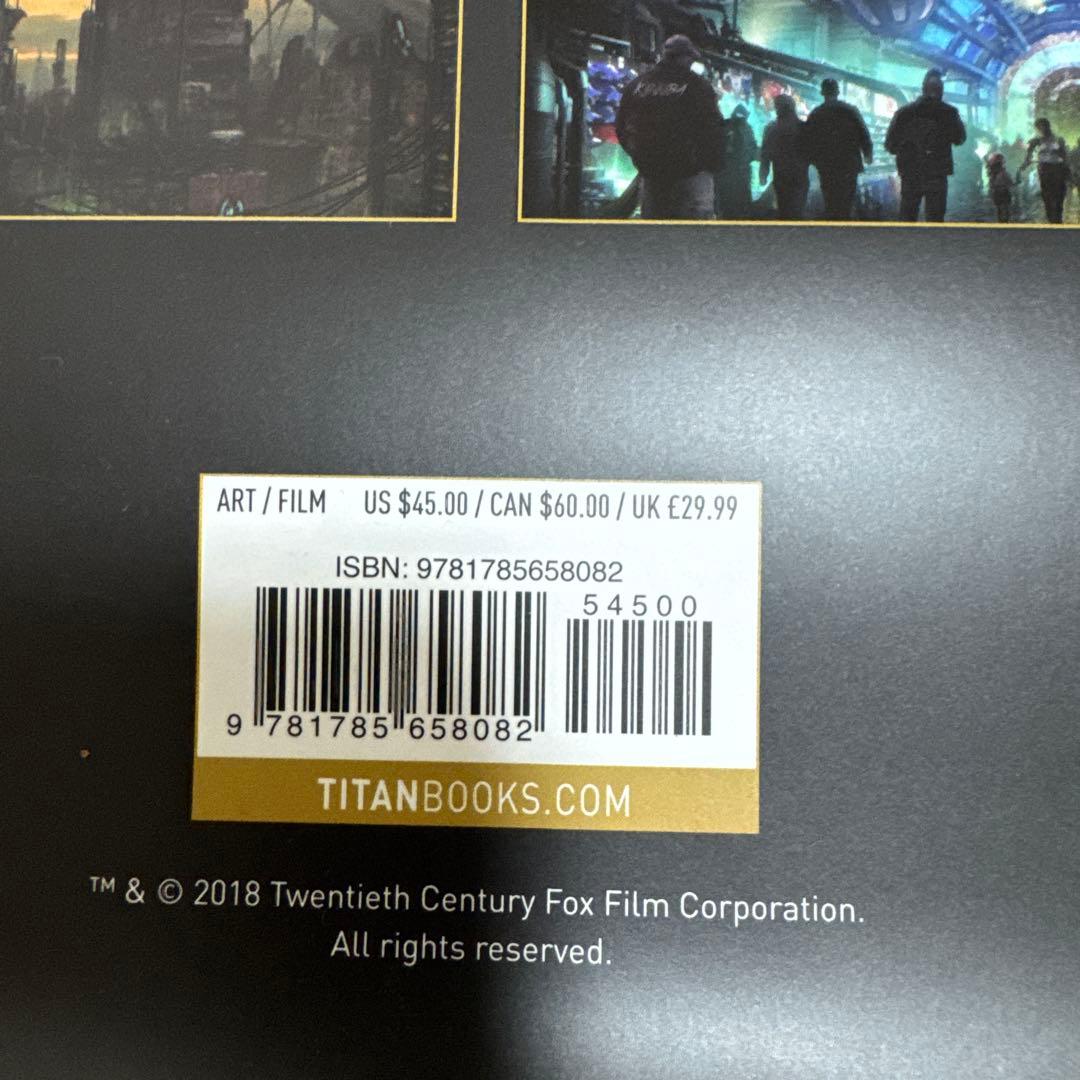 ART / FILM US $45.00 / CAN $60.00 / UK £29.99
ISBN: 9781785658082
54500
9 781785 658082
TITANBOOKS.COM
™ & © 2018 Twentieth Century Fox Film Corporation.
All rights reserved.